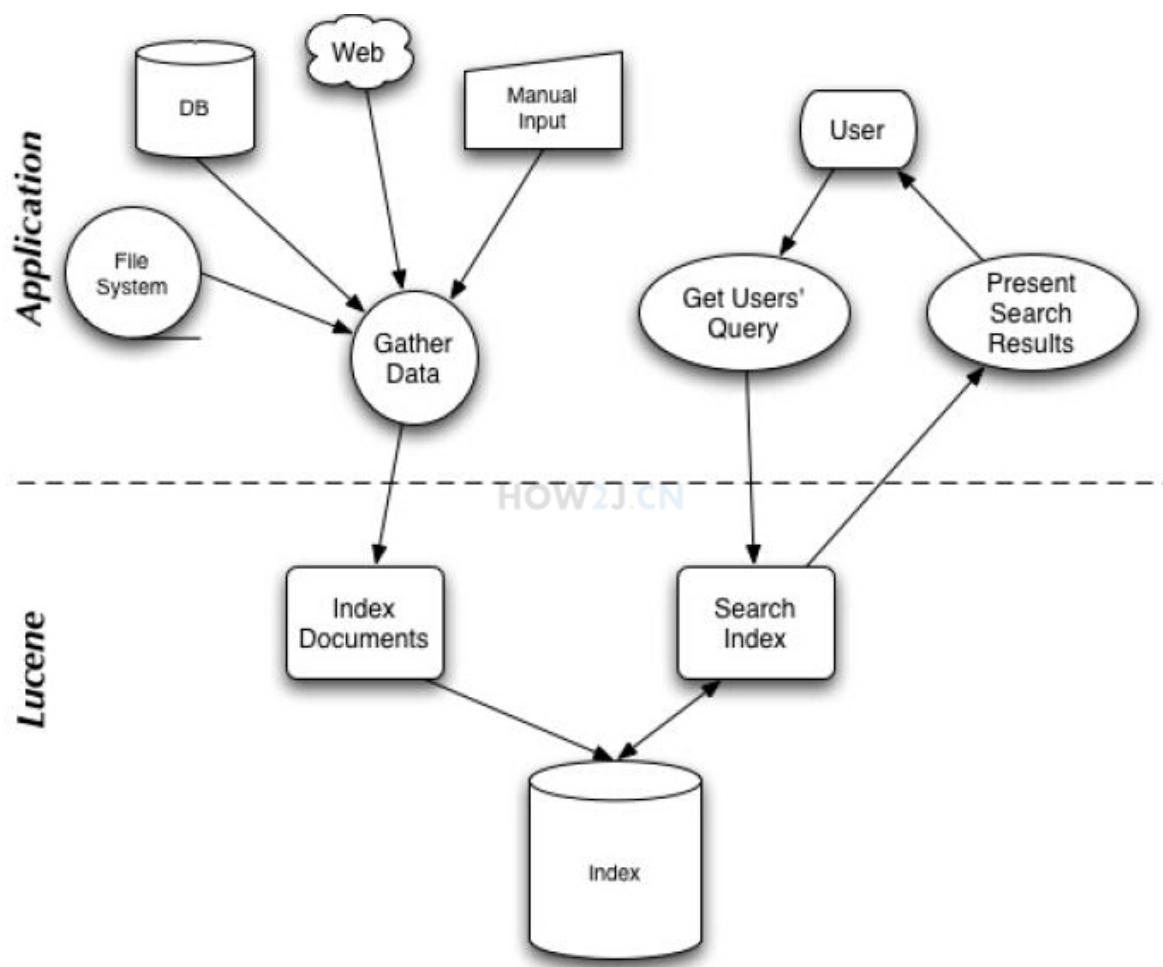 Application
Web
DB
Manual
Input
User
File
System
Gather
Data
Get Users'
Query
Present
Search
Results
HOW2J.CN
Lucene
Index
Documents
Search
Index
Index